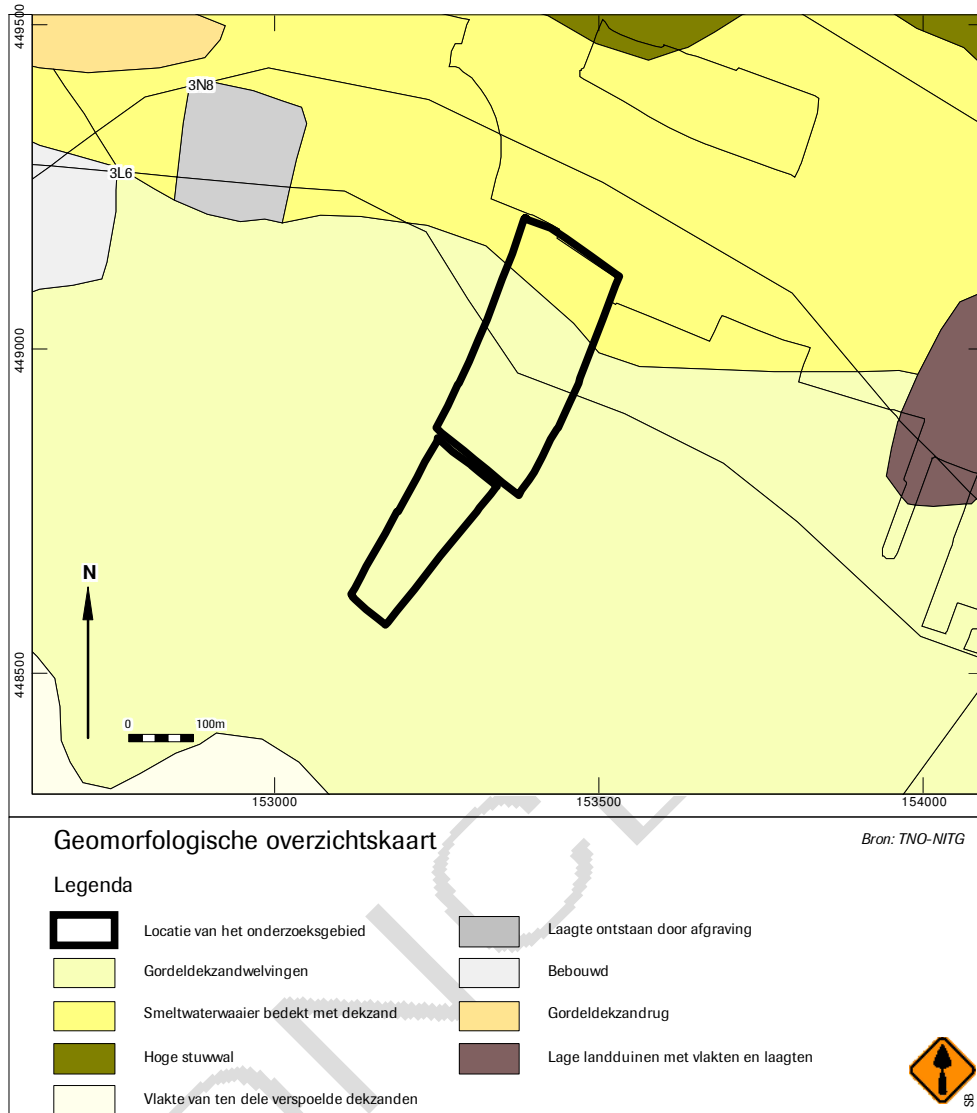 449500
3N8
3L6
449000
N
448500
0 100m
153000 153500 154000
Geomorfologische overzichtskaart
Bron: TNO-NITG
Legenda
Locatie van het onderzoeksgebied
Laagte ontstaan door afgraving
Gordeldekzandwelvingen
Bebouwd
Smeltwaterwaaier bedekt met dekzand
Gordeldekzandrug
Hoge stuwwal
Lage landduinen met vlakten en laagten
Vlakte van ten dele verspoelde dekzanden
SB